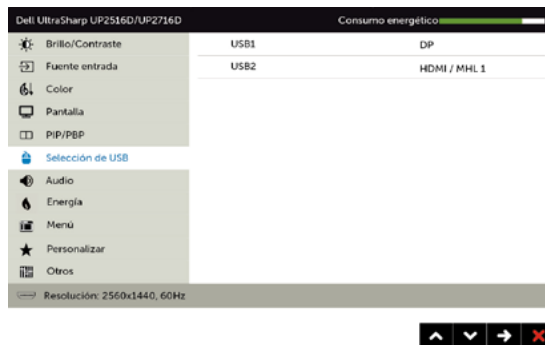 Dell UltraSharp UP2516D/UP2716D Consumo energético
Brillo/Contraste USB1 DP
Fuente entrada USB2 HDMI / MHL 1
Color
Pantalla
PIP/PBP
Selección de USB
Audio
Energía
Menú
Personalizar
Otros
Resolución: 2560x1440, 60Hz